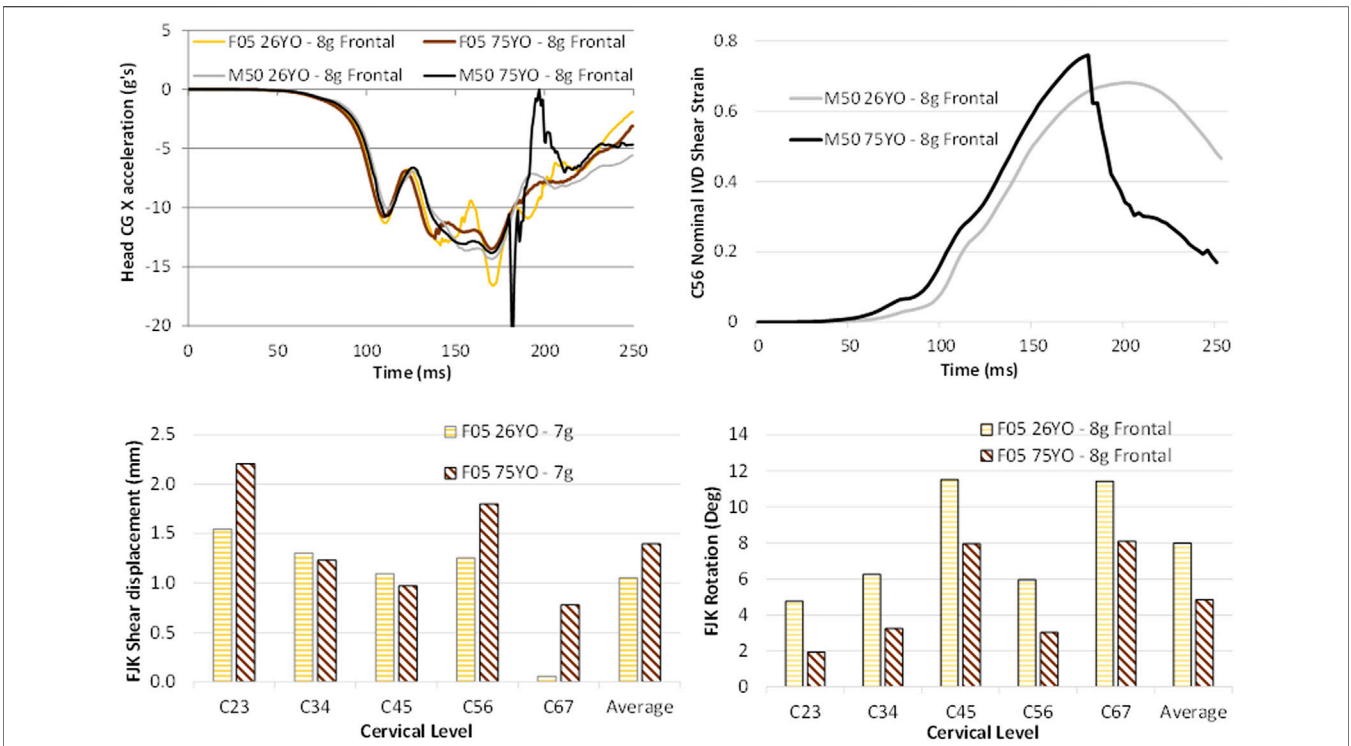 F05 26YO - 8g Frontal
F05 75YO - 8g Frontal
M50 26YO - 8g Frontal
M50 75YO - 8g Frontal
Head CG X acceleration (g's)
5
0
-5
-10
-15
-20
0 50 100 150 200 250
Time (ms)
M50 26YO - 8g Frontal
M50 75YO - 8g Frontal
C56 Nominal IVD Shear Strain
0.8
0.6
0.4
0.2
0
0 50 100 150 200 250
Time (ms)
F05 26YO - 7g
F05 75YO - 7g
FJK Shear displacement (mm)
2.5
2.0
1.5
1.0
0.5
0.0
C23 C34 C45 C56 C67 Average
Cervical Level
F05 26YO - 8g Frontal
F05 75YO - 8g Frontal
FJK Rotation (Deg)
14
12
10
8
6
4
2
0
C23 C34 C45 C56 C67 Average
Cervical Level